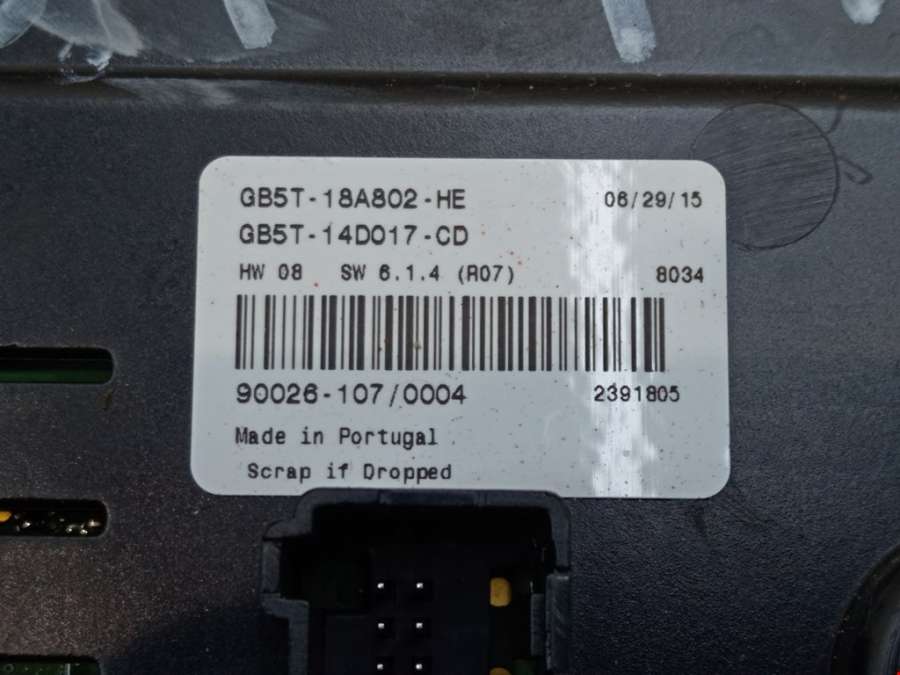 GB5T-18A802-HE 06/29/15
GB5T-14D017-CD
HW 08 SW 6.1.4 (R07) 8034
90026-107/0004 2391805
Made in Portugal
Scrap if Dropped